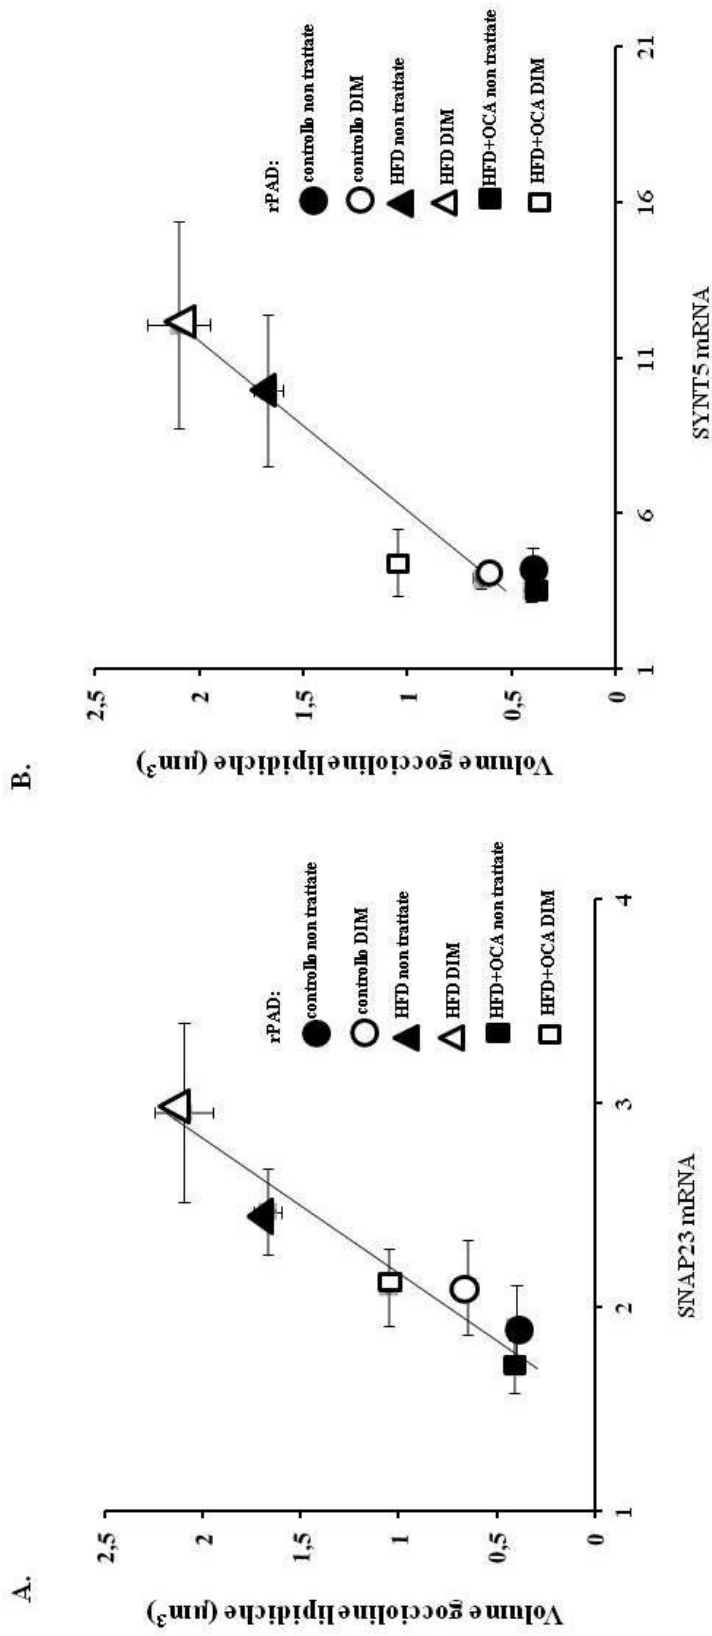 A.
Volume goccioline lipidiche (µm³)
2,5
2
1,5
1
0,5
0
1
2
3
4
SNAP23 mRNA
rPAD:
controllo non trattate
controllo DIM
HFD non trattate
HFD DIM
HFD+OCA non trattate
HFD+OCA DIM
B.
Volume goccioline lipidiche (µm³)
2,5
2
1,5
1
0,5
0
1
6
11
16
21
SYNT5 mRNA
rPAD:
controllo non trattate
controllo DIM
HFD non trattate
HFD DIM
HFD+OCA non trattate
HFD+OCA DIM